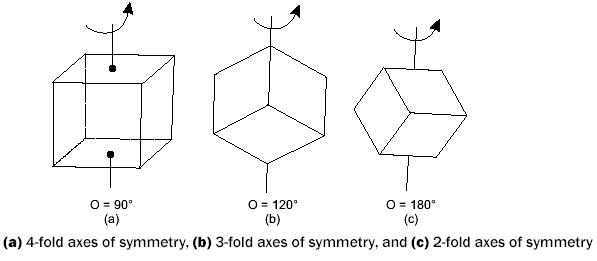 O = 90° O = 120° O = 180°
(a) (b) (c)
(a) 4-fold axes of symmetry, (b) 3-fold axes of symmetry, and (c) 2-fold axes of symmetry